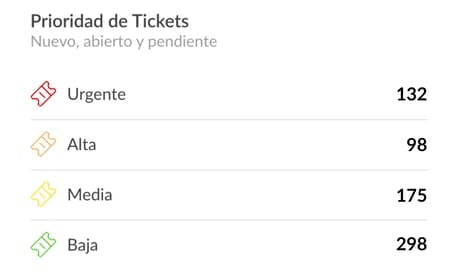 Prioridad de Tickets
Nuevo, abierto y pendiente
Urgente 132
Alta 98
Media 175
Baja 298